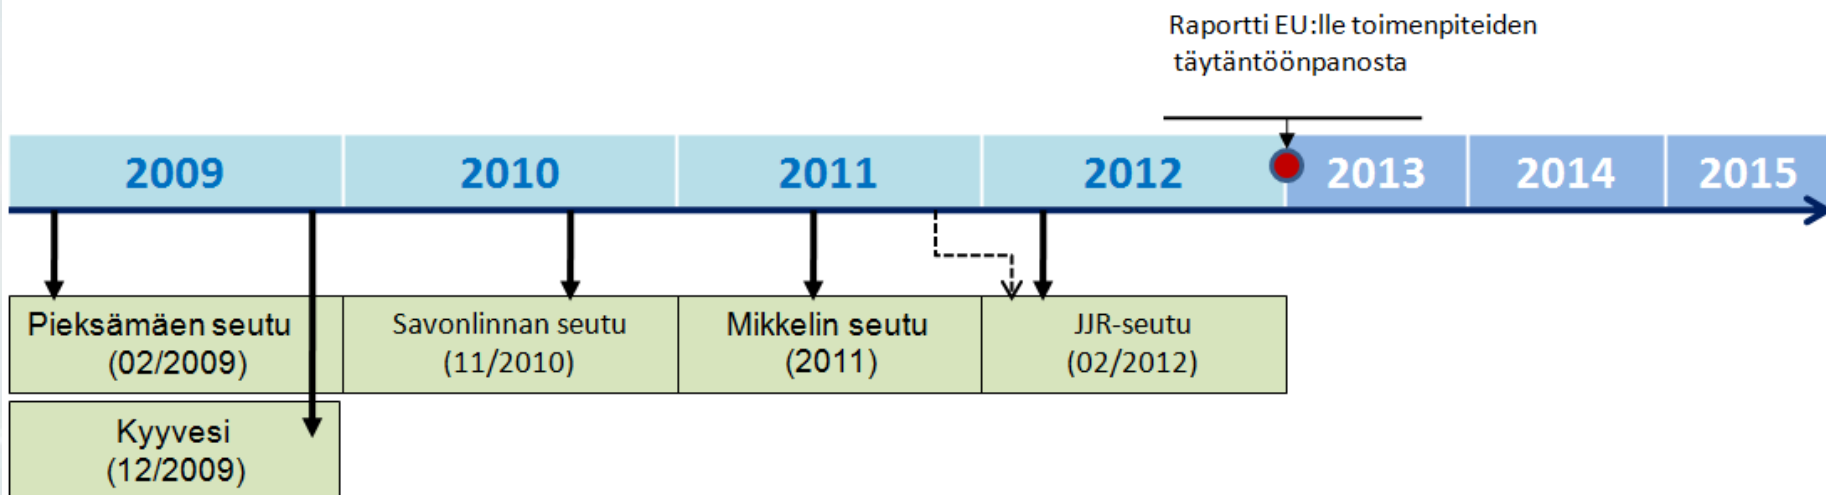 Raportti EU:lle toimenpiteiden
täytäntöönpanosta
2009 2010 2011 2012 2013 2014 2015
Pieksämäen seutu
(02/2009)
Savonlinnan seutu
(11/2010)
Mikkelin seutu
(2011)
JJR-seutu
(02/2012)
Kyyvesi
(12/2009)